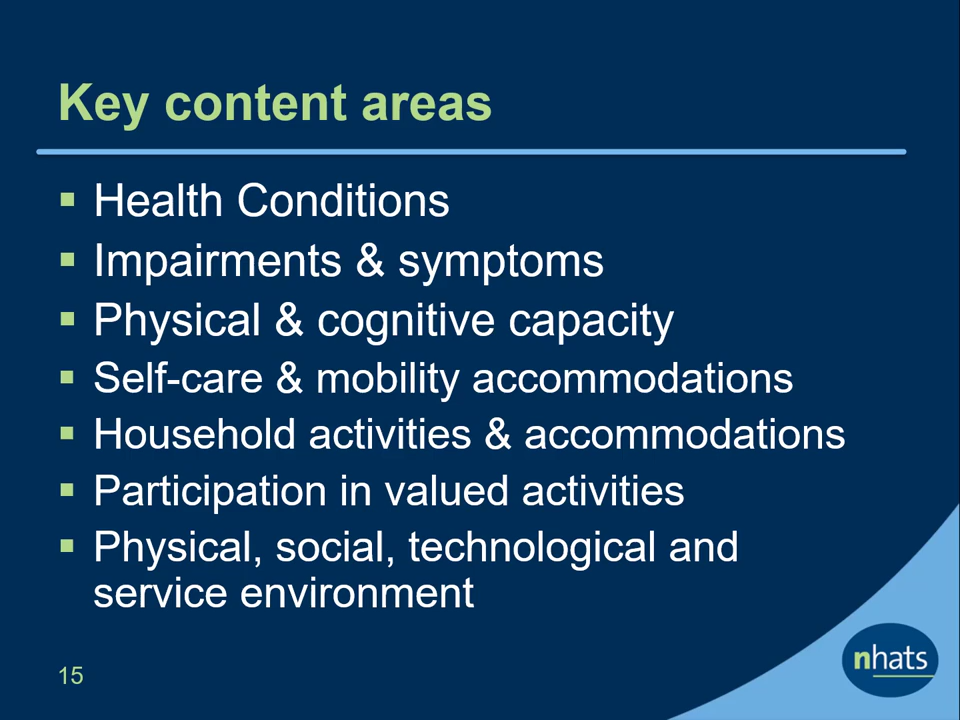 Key content areas
▪ Health Conditions
▪ Impairments & symptoms
▪ Physical & cognitive capacity
▪ Self-care & mobility accommodations
▪ Household activities & accommodations
▪ Participation in valued activities
▪ Physical, social, technological and
service environment
15
nhats